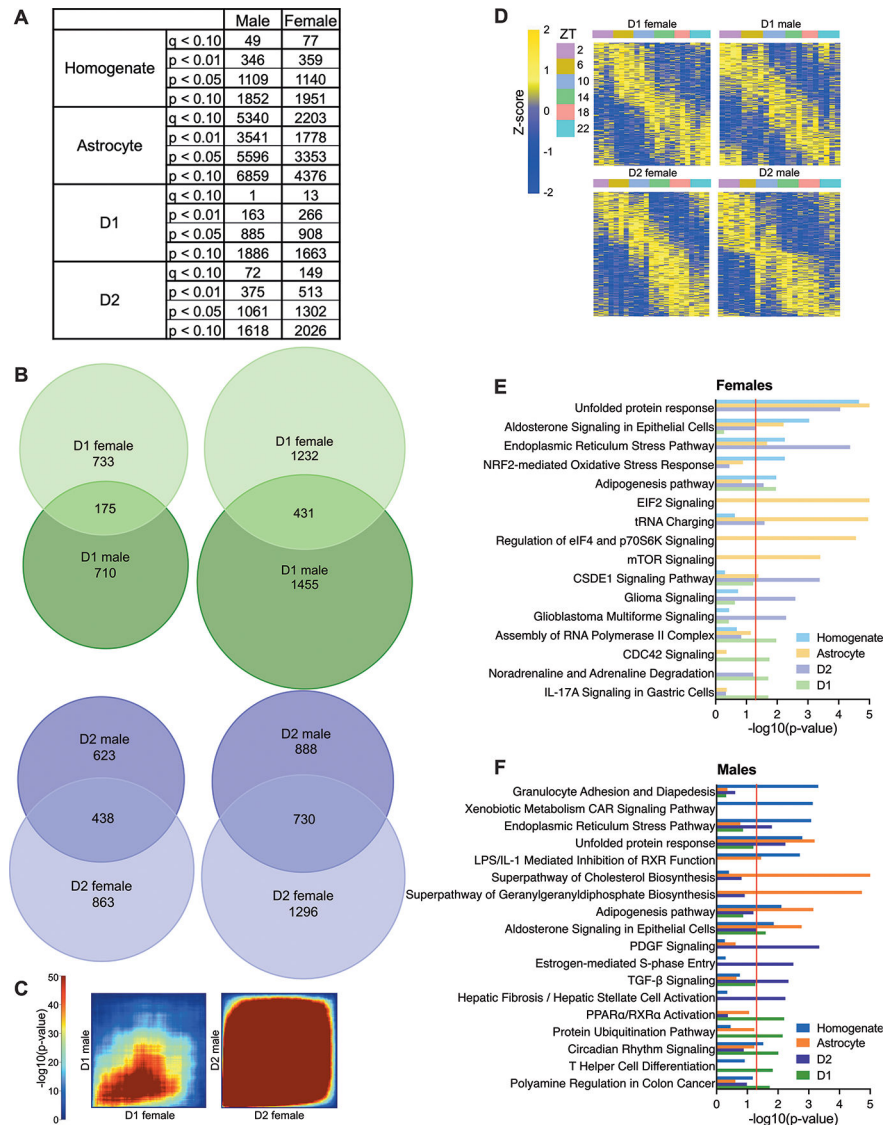 A
Male Female
Homogenate
q < 0.10 49 77
p < 0.01 346 359
p < 0.05 1109 1140
p < 0.10 1852 1951
Astrocyte
q < 0.10 5340 2203
p < 0.01 3541 1778
p < 0.05 5596 3353
p < 0.10 6859 4376
D1
q < 0.10 1 13
p < 0.01 163 266
p < 0.05 885 908
p < 0.10 1886 1663
D2
q < 0.10 72 149
p < 0.01 375 513
p < 0.05 1061 1302
p < 0.10 1618 2026
B
D1 female
733
175
D1 male
710
D1 female
1232
431
D1 male
1455
D2 male
623
438
D2 female
863
D2 male
888
730
D2 female
1296
C
-log10(p-value)
50
40
30
20
10
0
D1 male
D1 female
D2 male
D2 female
D
Z-score
2
1
0
-1
-2
ZT
2
6
10
14
18
22
D1 female
D1 male
D2 female
D2 male
E
Females
Unfolded protein response
Aldosterone Signaling in Epithelial Cells
Endoplasmic Reticulum Stress Pathway
NRF2-mediated Oxidative Stress Response
Adipogenesis pathway
EIF2 Signaling
tRNA Charging
Regulation of eIF4 and p70S6K Signaling
mTOR Signaling
CSDE1 Signaling Pathway
Glioma Signaling
Glioblastoma Multiforme Signaling
Assembly of RNA Polymerase II Complex
CDC42 Signaling
Noradrenaline and Adrenaline Degradation
IL-17A Signaling in Gastric Cells
Homogenate
Astrocyte
D2
D1
0 1 2 3 4 5
-log10(p-value)
F
Males
Granulocyte Adhesion and Diapedesis
Xenobiotic Metabolism CAR Signaling Pathway
Endoplasmic Reticulum Stress Pathway
Unfolded protein response
LPS/IL-1 Mediated Inhibition of RXR Function
Superpathway of Cholesterol Biosynthesis
Superpathway of Geranylgeranyldiphosphate Biosynthesis
Adipogenesis pathway
Aldosterone Signaling in Epithelial Cells
PDGF Signaling
Estrogen-mediated S-phase Entry
TGF-β Signaling
Hepatic Fibrosis / Hepatic Stellate Cell Activation
PPARα/RXRα Activation
Protein Ubiquitination Pathway
Circadian Rhythm Signaling
T Helper Cell Differentiation
Polyamine Regulation in Colon Cancer
Homogenate
Astrocyte
D2
D1
0 1 2 3 4 5
-log10(p-value)